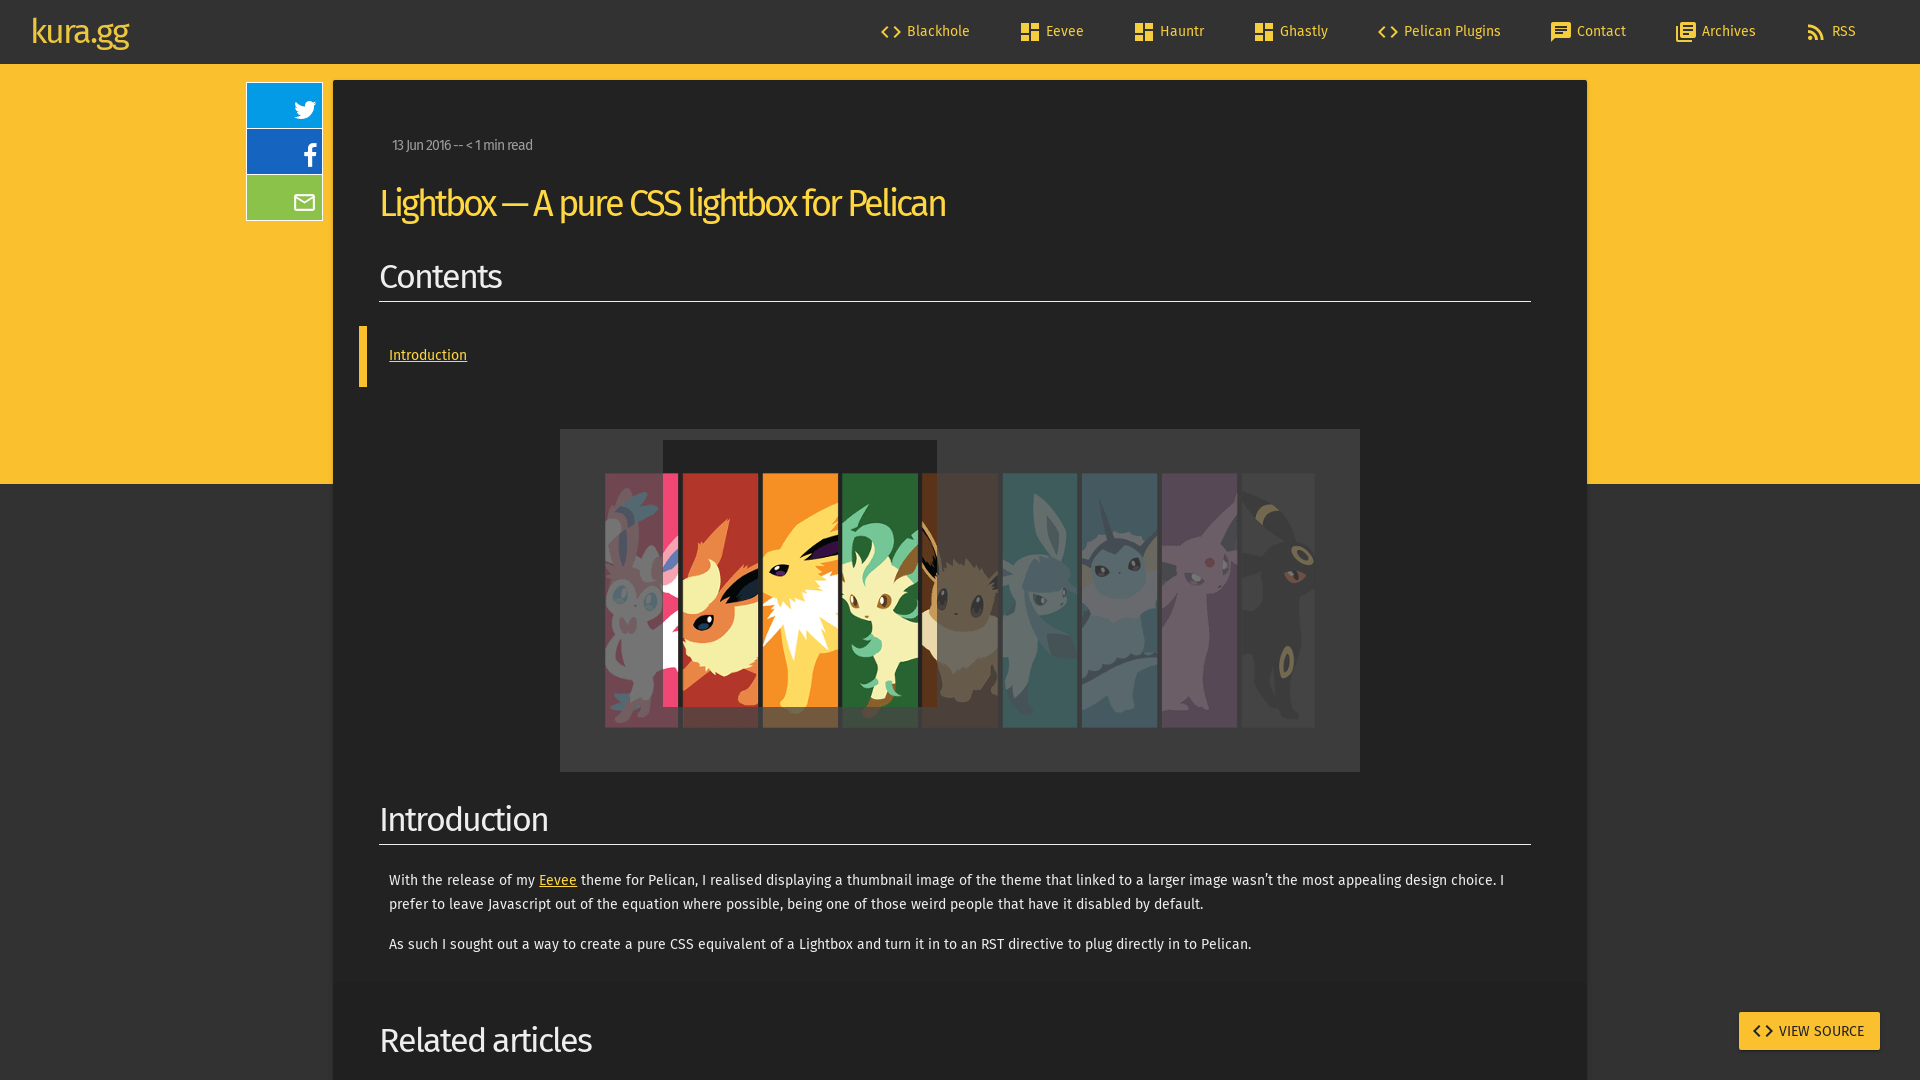 kura.gg
Blackhole
Eevee
Hauntr
Ghastly
Pelican Plugins
Contact
Archives
RSS
13 Jun 2016 -- < 1 min read
Lightbox — A pure CSS lightbox for Pelican
Contents
Introduction
Introduction
With the release of my Eevee theme for Pelican, I realised displaying a thumbnail image of the theme that linked to a larger image wasn’t the most appealing design choice. I
prefer to leave Javascript out of the equation where possible, being one of those weird people that have it disabled by default.
As such I sought out a way to create a pure CSS equivalent of a Lightbox and turn it in to an RST directive to plug directly in to Pelican.
Related articles
VIEW SOURCE